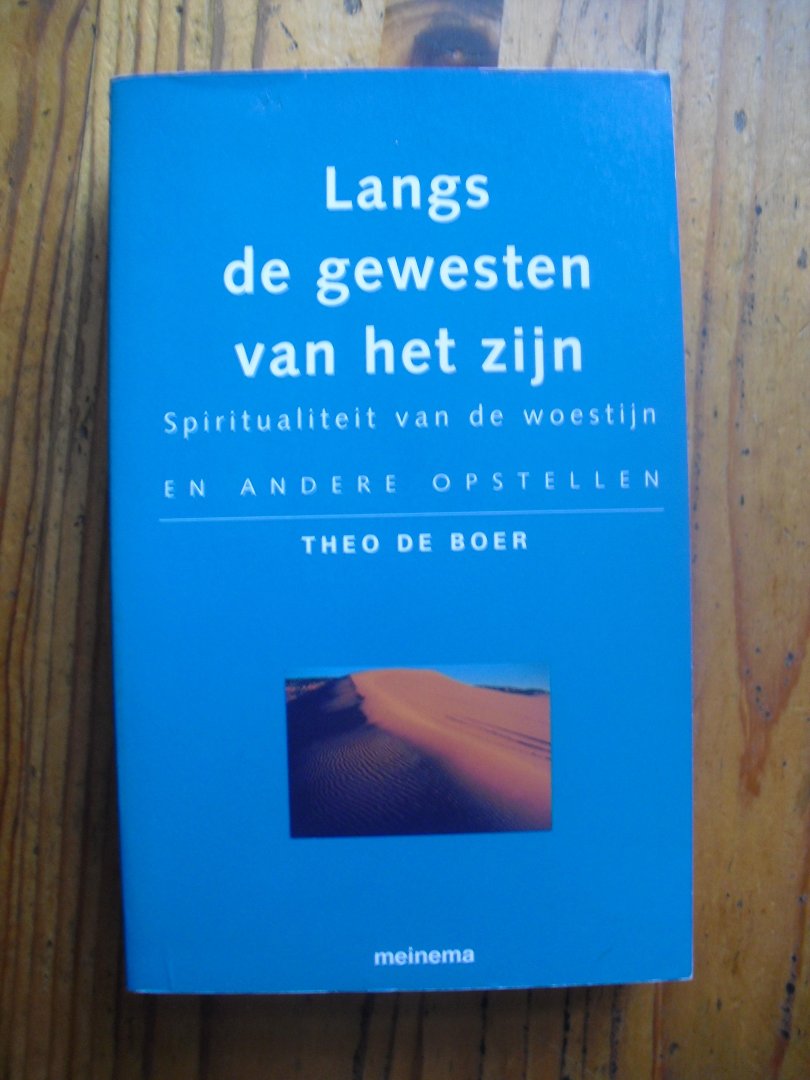 Langs
de gewesten
van het zijn
Spiritualiteit van de woestijn
EN ANDERE OPSTELLEN
THEO DE BOER
meinema